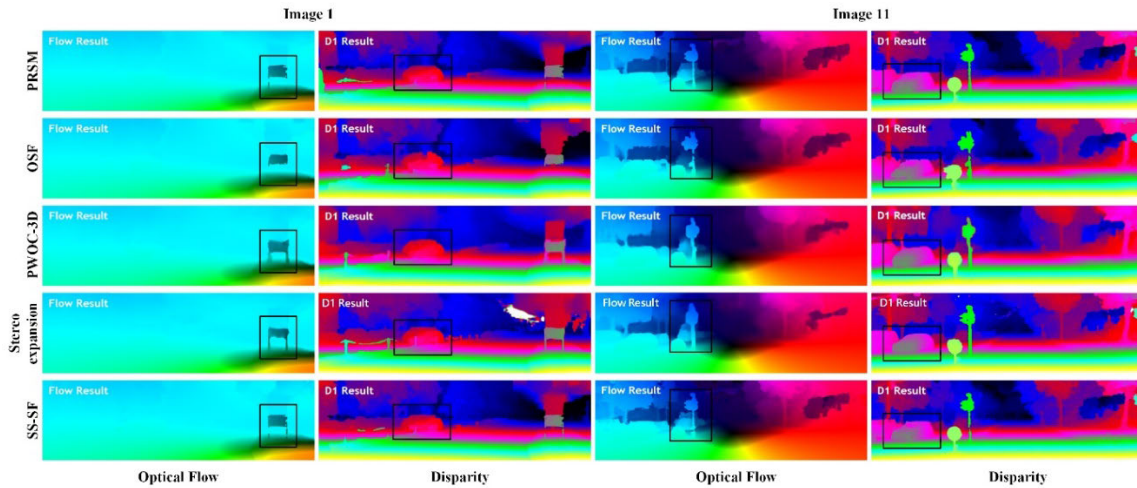 Image 1 Image 11
PRSM
Flow Result D1 Result Flow Result D1 Result
OSF
Flow Result D1 Result Flow Result D1 Result
PWOC-3D
Flow Result D1 Result Flow Result D1 Result
Stereo
expansion
Flow Result D1 Result Flow Result D1 Result
SS-SF
Flow Result D1 Result Flow Result D1 Result
Optical Flow Disparity Optical Flow Disparity